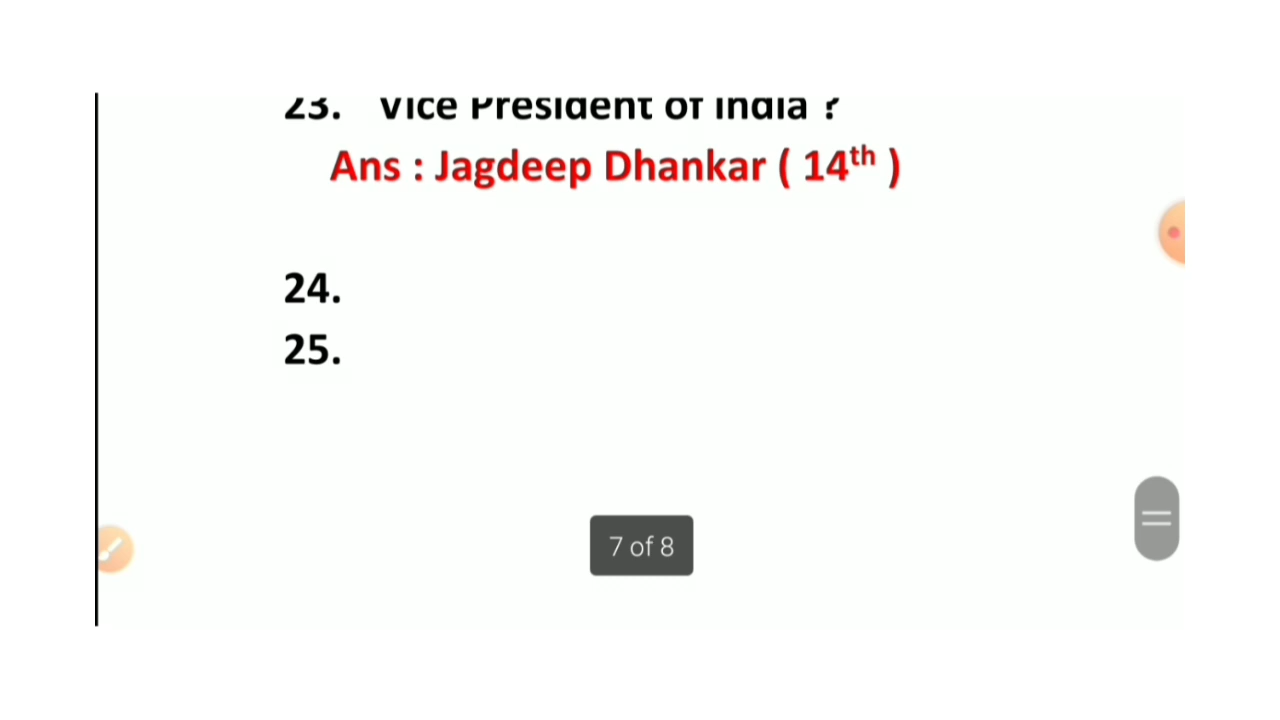 23. Vice President of India ?
Ans : Jagdeep Dhankar ( 14th )
24.
25.
7 of 8